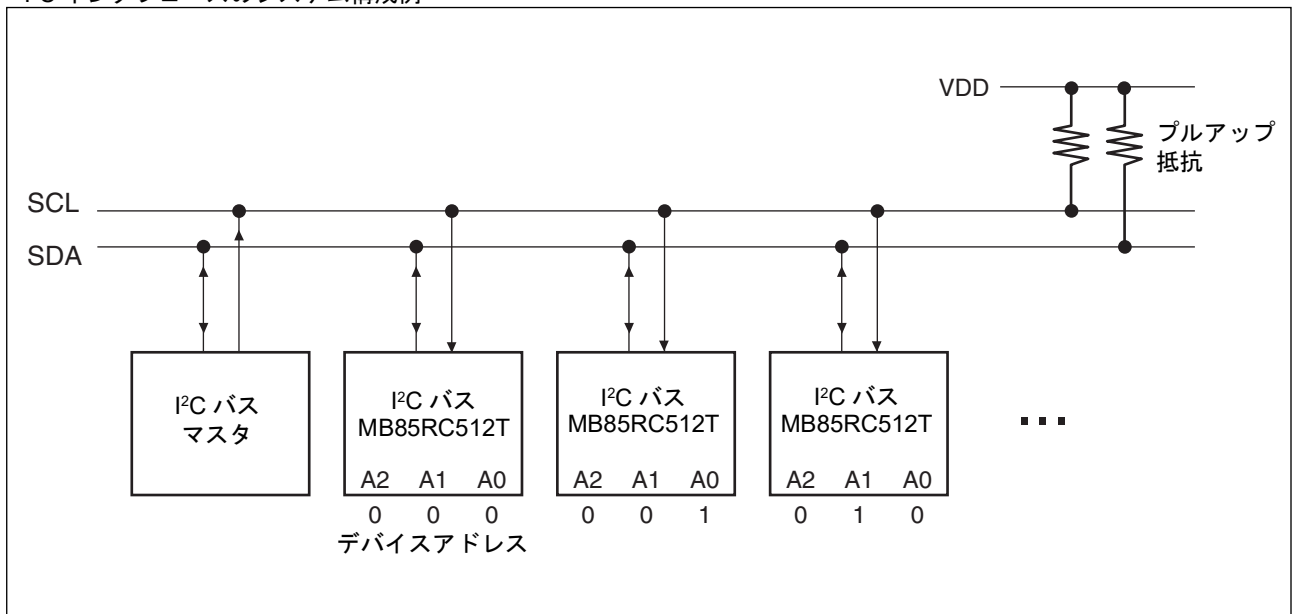 VDD
プルアップ
抵抗
SCL
SDA
I²C バス
マスタ
I²C バス
MB85RC512T
A2 A1 A0
0 0 0
デバイスアドレス
I²C バス
MB85RC512T
A2 A1 A0
0 0 1
I²C バス
MB85RC512T
A2 A1 A0
0 1 0
...